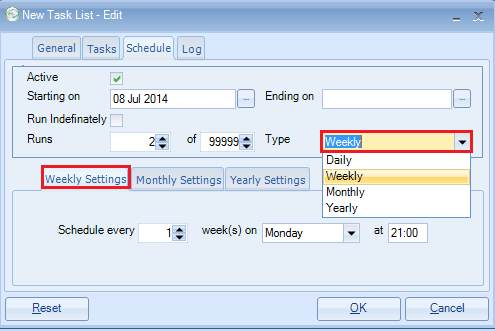 New Task List - Edit
General Tasks Schedule Log
Active
Starting on 08 Jul 2014 ... Ending on ...
Run Indefinately
Runs 2 of 99999 Type Weekly
Daily
Weekly
Monthly
Yearly
Weekly Settings Monthly Settings Yearly Settings
Schedule every 1 week(s) on Monday at 21:00
Reset OK Cancel